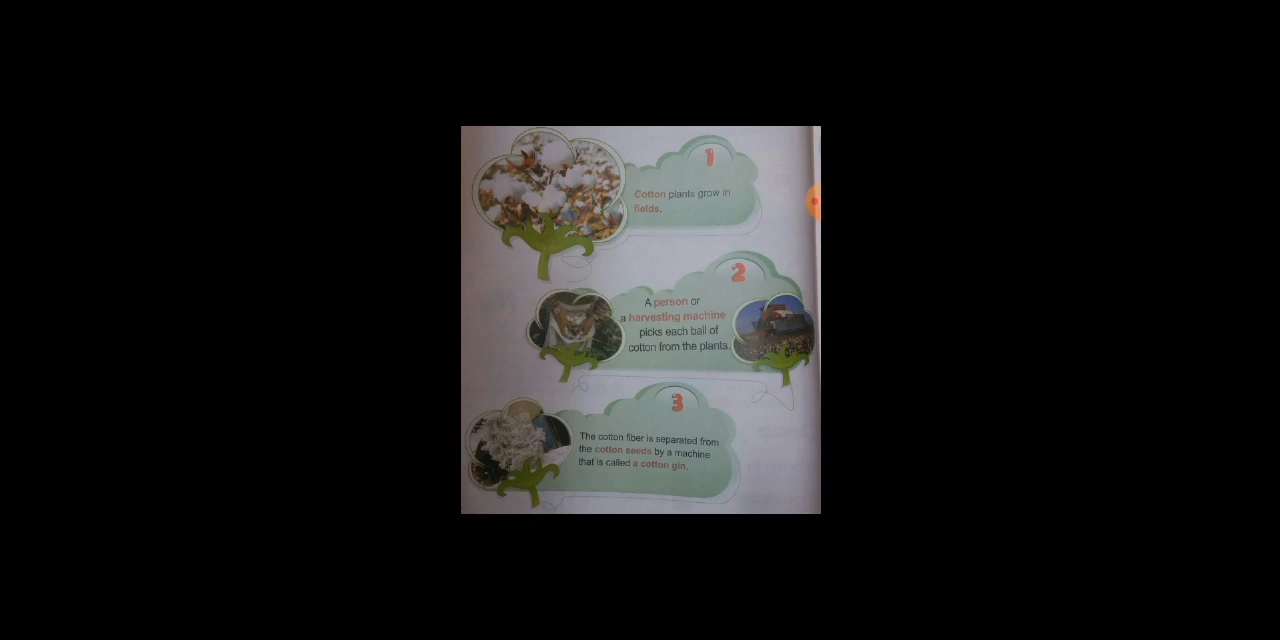 1
Cotton plants grow in
fields.
2
A person or
a harvesting machine
picks each ball of
cotton from the plants.
3
The cotton fiber is separated from
the cotton seeds by a machine
that is called a cotton gin.